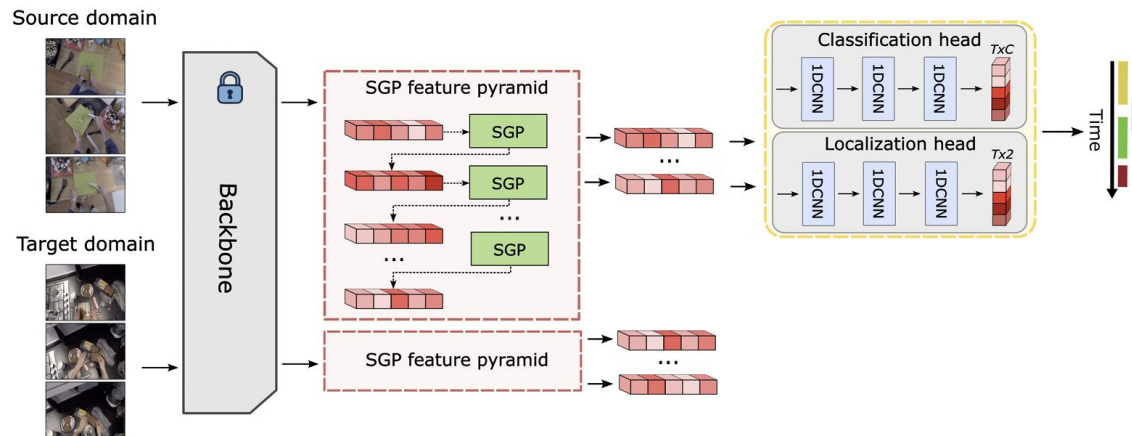 Source domain
Target domain
Backbone
SGP feature pyramid
SGP
SGP
...
SGP
...
SGP feature pyramid
...
...
Classification head
TxC
1DCNN
1DCNN
1DCNN
Localization head
Tx2
1DCNN
1DCNN
1DCNN
Time